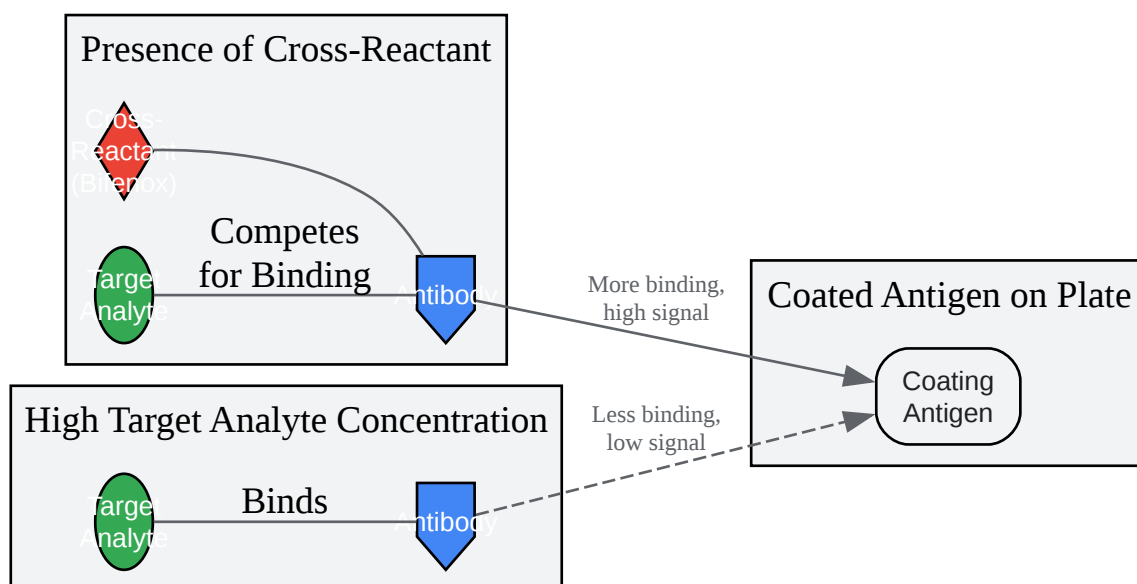 Presence of Cross-Reactant
Cross-
Reactant
(Bifenox)
Competes
for Binding
Target
Analyte
Antibody
More binding,
high signal
Coated Antigen on Plate
Coating
Antigen
High Target Analyte Concentration
Less binding,
low signal
Target
Analyte
Binds
Antibody